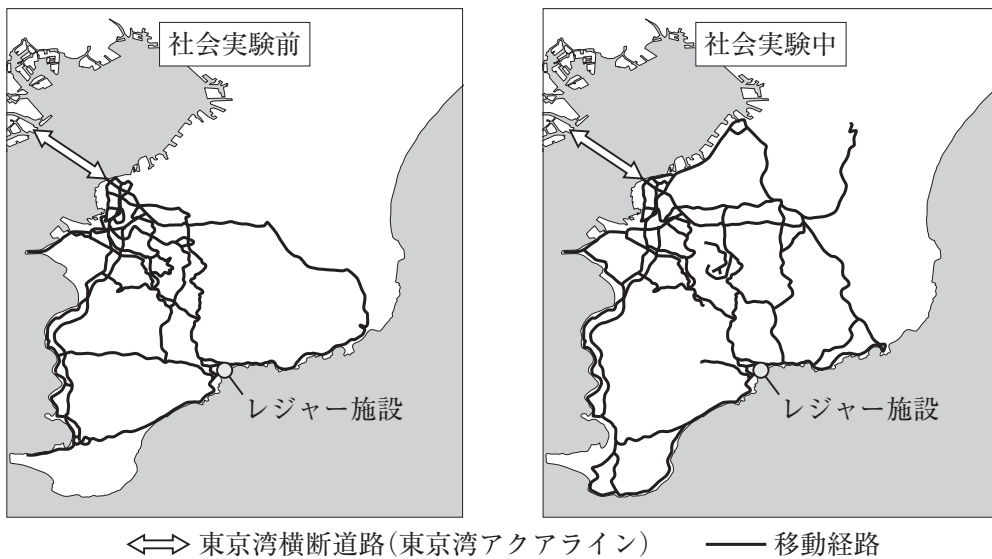 社会実験前
社会実験中
レジャー施設
レジャー施設
東京湾横断道路(東京湾アクアライン)
移動経路